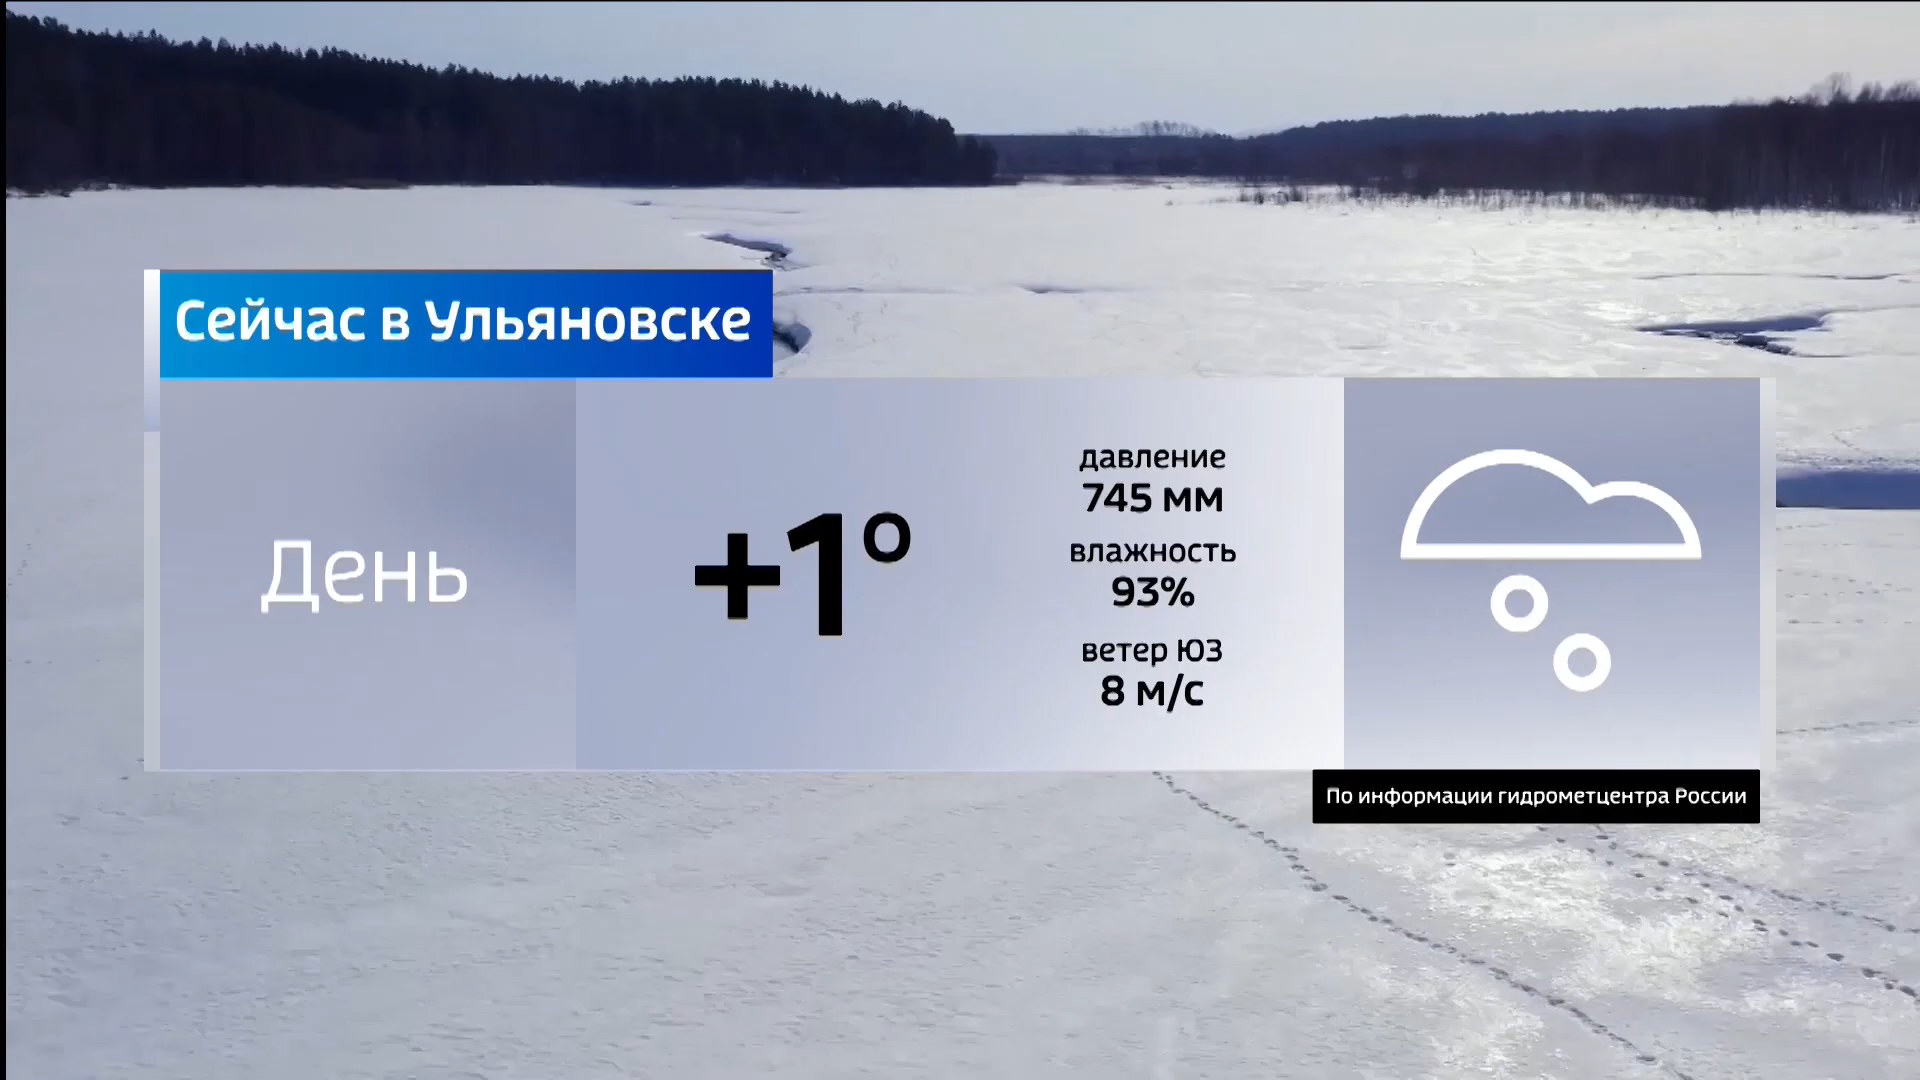 Сейчас в Ульяновске
День
+1°
давление
745 мм
влажность
93%
ветер ЮЗ
8 м/с
По информации гидрометцентра России